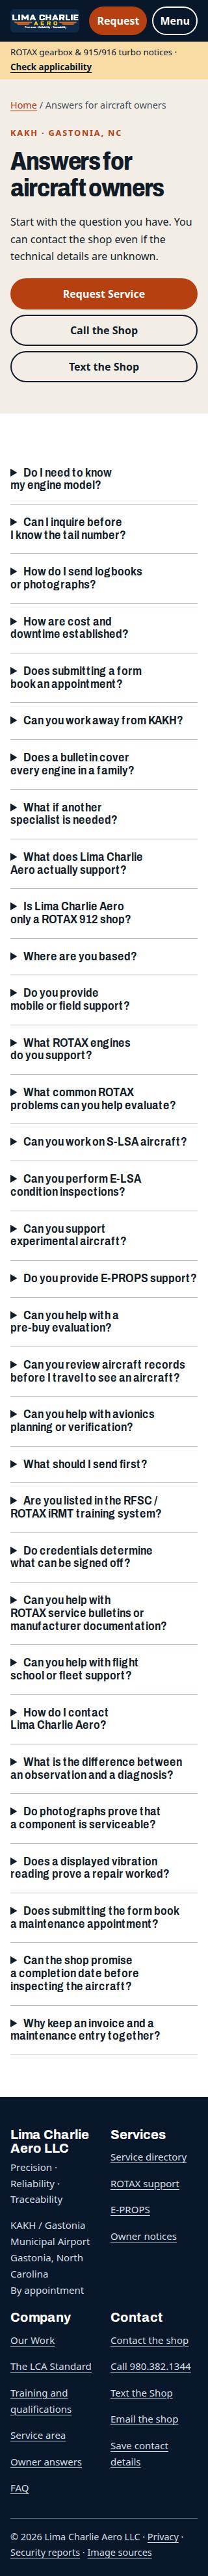 LIMA CHARLIE
AERO
Request
Menu
ROTAX gearbox & 915/916 turbo notices ·
Check applicability
Home / Answers for aircraft owners
KAKH · GASTONIA, NC
Answers for
aircraft owners
Start with the question you have. You
can contact the shop even if the
technical details are unknown.
Request Service
Call the Shop
Text the Shop
Do I need to know
my engine model?
Can I inquire before
I know the tail number?
How do I send logbooks
or photographs?
How are cost and
downtime established?
Does submitting a form
book an appointment?
Can you work away from KAKH?
Does a bulletin cover
every engine in a family?
What if another
specialist is needed?
What does Lima Charlie
Aero actually support?
Is Lima Charlie Aero
only a ROTAX 912 shop?
Where are you based?
Do you provide
mobile or field support?
What ROTAX engines
do you support?
What common ROTAX
problems can you help evaluate?
Can you work on S-LSA aircraft?
Can you perform E-LSA
condition inspections?
Can you support
experimental aircraft?
Do you provide E-PROPS support?
Can you help with a
pre-buy evaluation?
Can you review aircraft records
before I travel to see an aircraft?
Can you help with avionics
planning or verification?
What should I send first?
Are you listed in the RFSC /
ROTAX iRMT training system?
Do credentials determine
what can be signed off?
Can you help with
ROTAX service bulletins or
manufacturer documentation?
Can you help with flight
school or fleet support?
How do I contact
Lima Charlie Aero?
What is the difference between
an observation and a diagnosis?
Do photographs prove that
a component is serviceable?
Does a displayed vibration
reading prove a repair worked?
Does submitting the form book
a maintenance appointment?
Can the shop promise
a completion date before
inspecting the aircraft?
Why keep an invoice and a
maintenance entry together?
Lima Charlie
Aero LLC
Precision ·
Reliability ·
Traceability
KAKH / Gastonia
Municipal Airport
Gastonia, North
Carolina
By appointment
Services
Service directory
ROTAX support
E-PROPS
Owner notices
Company
Our Work
The LCA Standard
Training and
qualifications
Service area
Owner answers
FAQ
Contact
Contact the shop
Call 980.382.1344
Text the Shop
Email the shop
Save contact
details
© 2026 Lima Charlie Aero LLC · Privacy ·
Security reports · Image sources